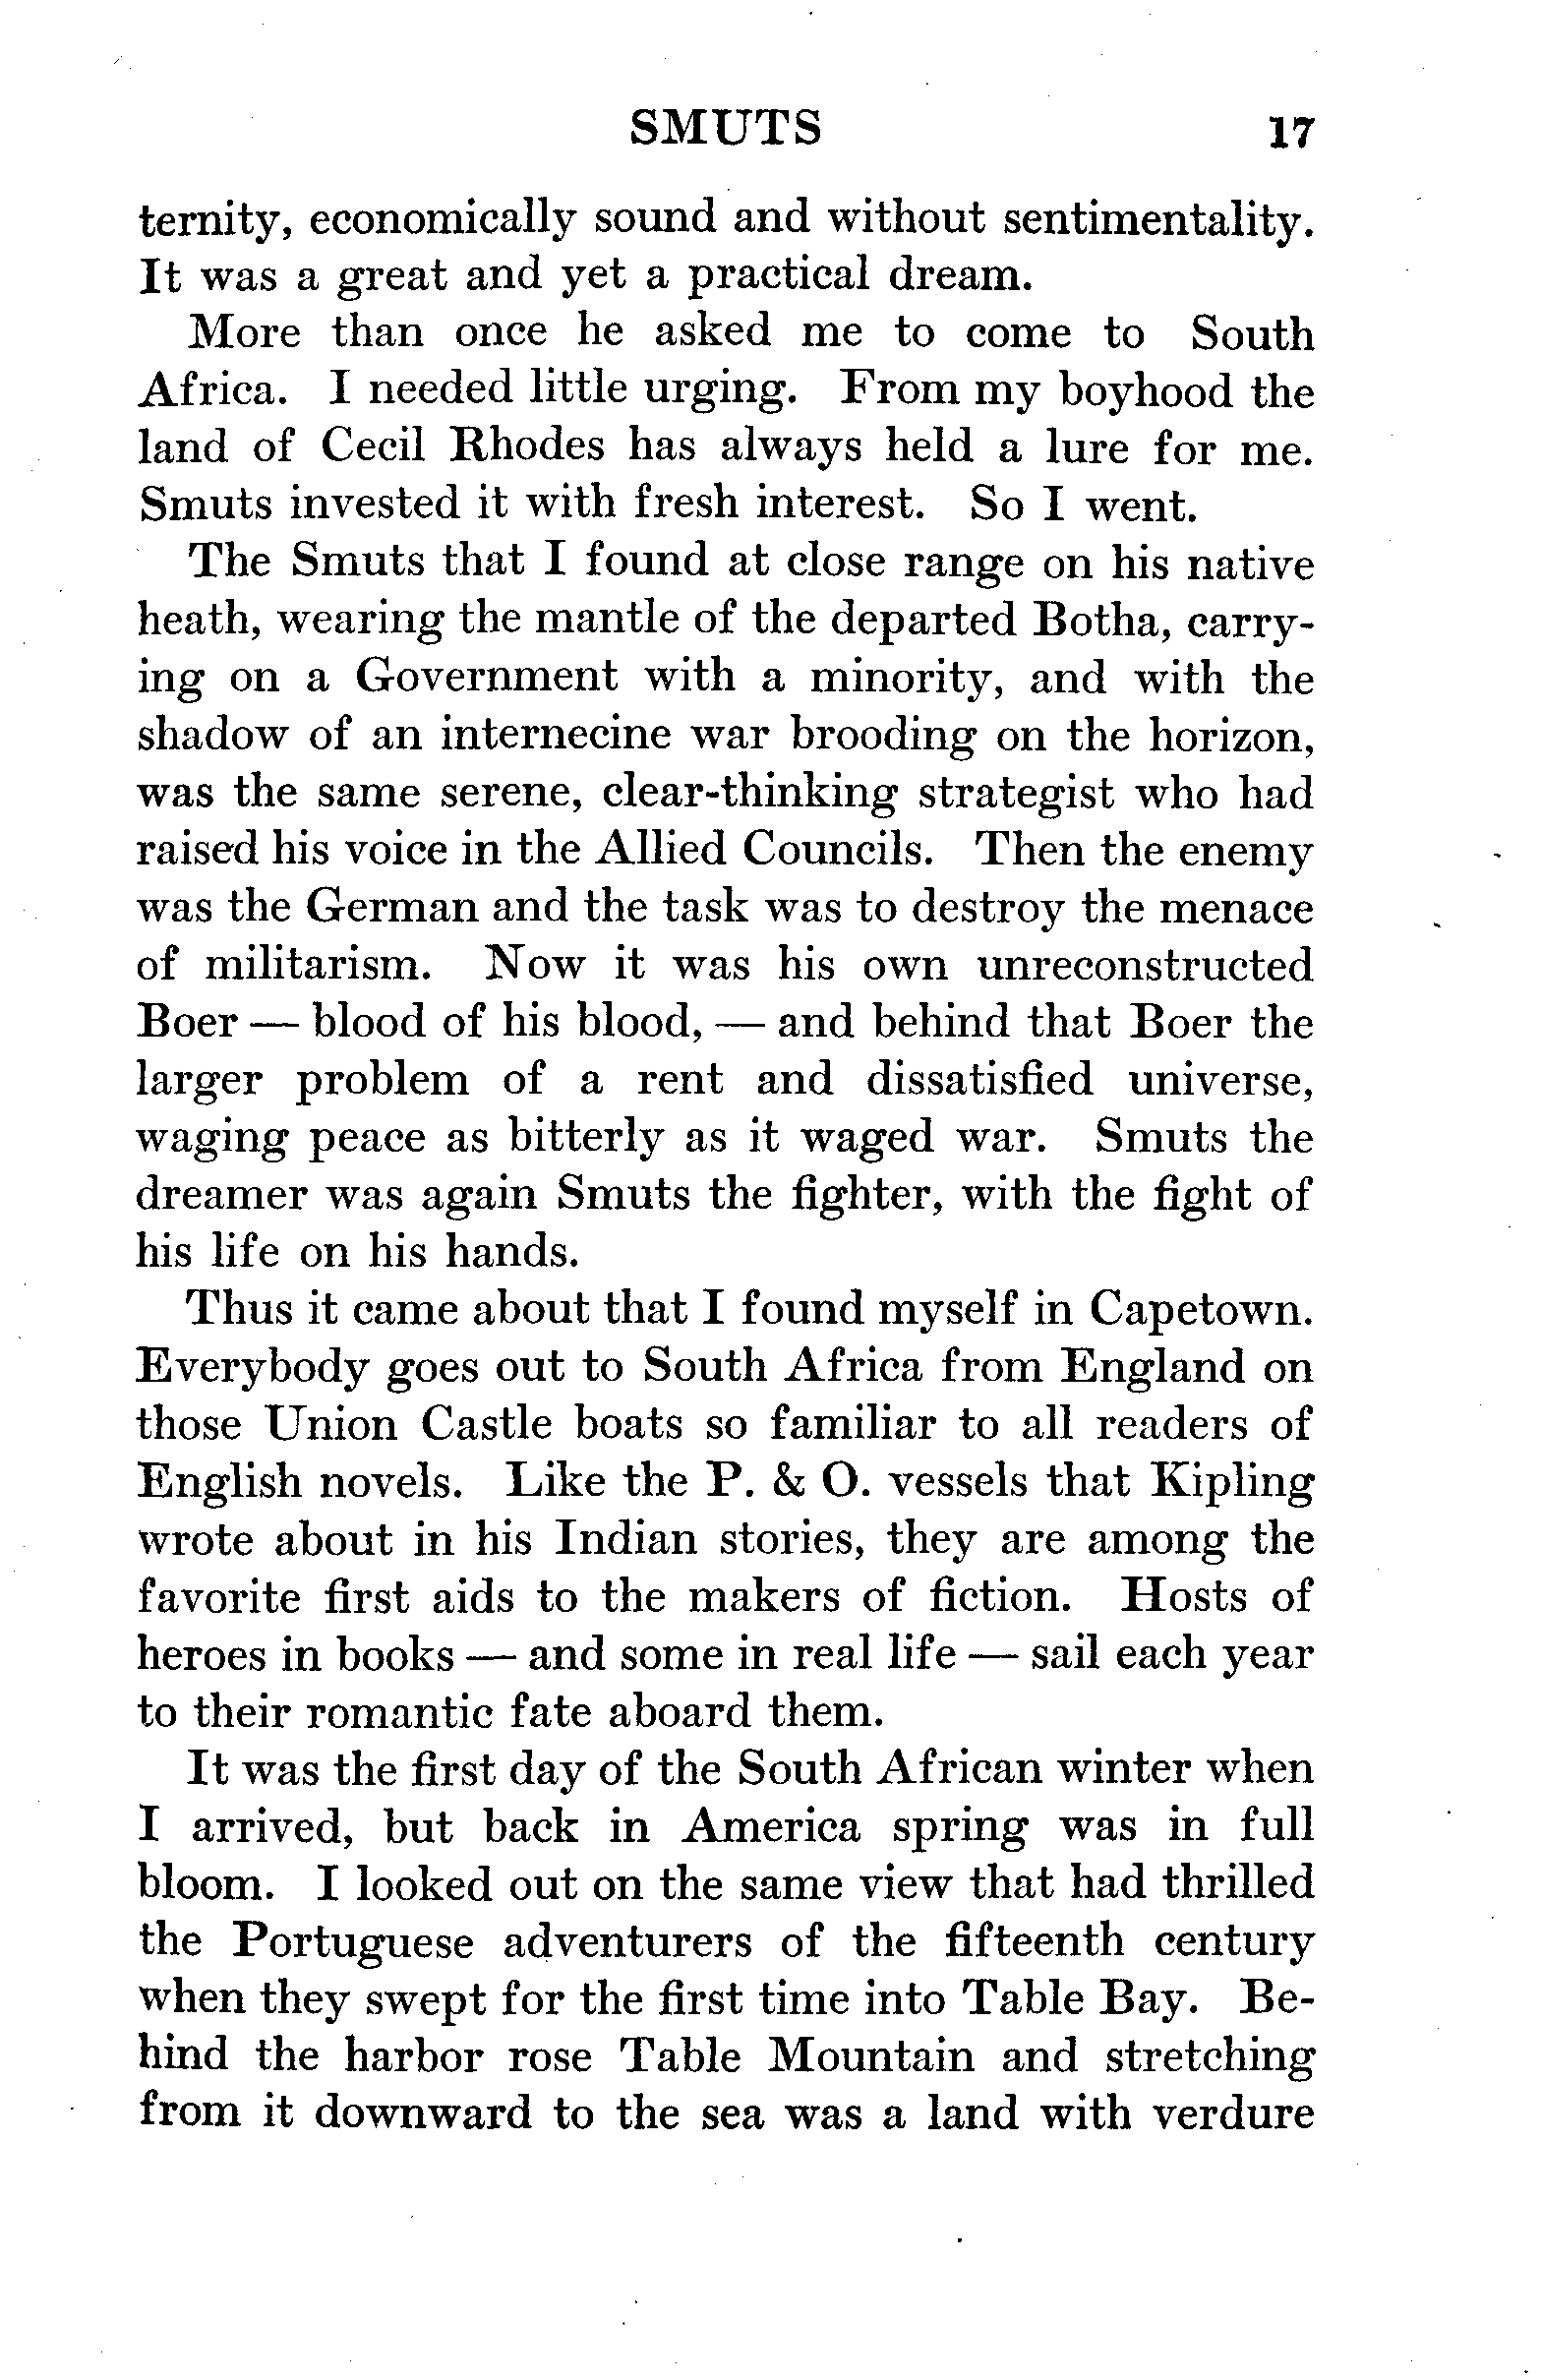 SMUTS 17
ternity, economically sound and without sentimentality.
It was a great and yet a practical dream.
More than once he asked me to come to South
Africa. I needed little urging. From my boyhood the
land of Cecil Rhodes has always held a lure for me.
Smuts invested it with fresh interest. So I went.
The Smuts that I found at close range on his native
heath, wearing the mantle of the departed Botha, carry-
ing on a Government with a minority, and with the
shadow of an internecine war brooding on the horizon,
was the same serene, clear-thinking strategist who had
raised his voice in the Allied Councils. Then the enemy
was the German and the task was to destroy the menace
of militarism. Now it was his own unreconstructed
Boer — blood of his blood, — and behind that Boer the
larger problem of a rent and dissatisfied universe,
waging peace as bitterly as it waged war. Smuts the
dreamer was again Smuts the fighter, with the fight of
his life on his hands.
Thus it came about that I found myself in Capetown.
Everybody goes out to South Africa from England on
those Union Castle boats so familiar to all readers of
English novels. Like the P. & O. vessels that Kipling
wrote about in his Indian stories, they are among the
favorite first aids to the makers of fiction. Hosts of
heroes in books — and some in real life — sail each year
to their romantic fate aboard them.
It was the first day of the South African winter when
I arrived, but back in America spring was in full
bloom. I looked out on the same view that had thrilled
the Portuguese adventurers of the fifteenth century
when they swept for the first time into Table Bay. Be-
hind the harbor rose Table Mountain and stretching
from it downward to the sea was a land with verdure